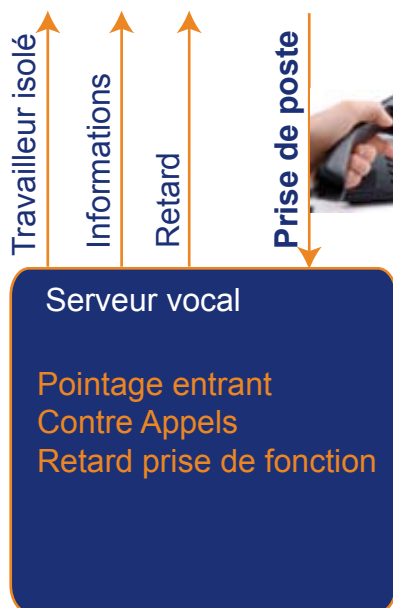 Travailleur isolé
Informations
Retard
Prise de poste
Serveur vocal
Pointage entrant
Contre Appels
Retard prise de fonction